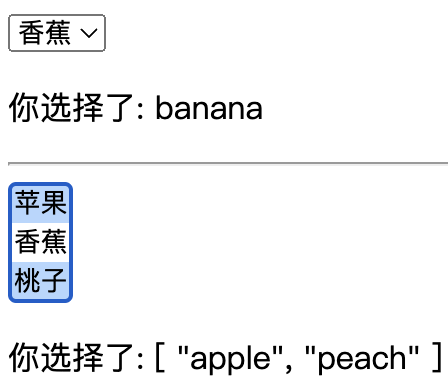 香蕉
你选择了: banana
苹果
香蕉
桃子
你选择了: [ "apple", "peach" ]